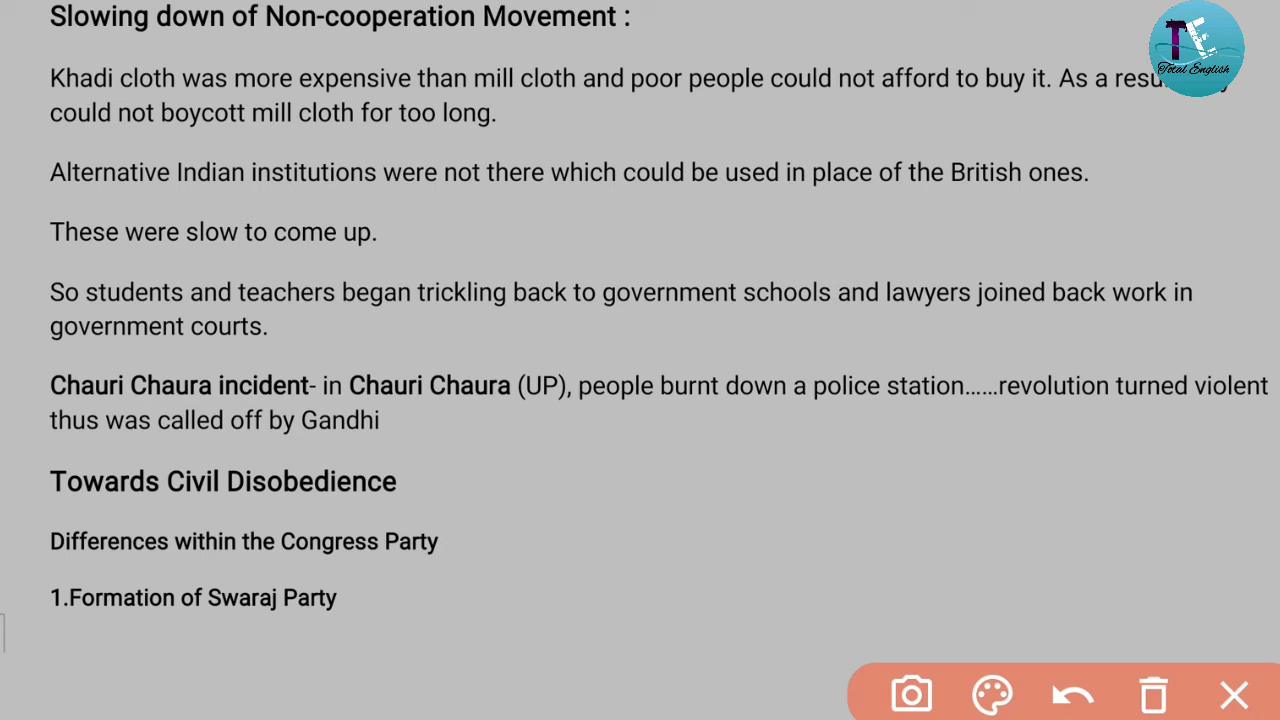 Slowing down of Non-cooperation Movement :
Khadi cloth was more expensive than mill cloth and poor people could not afford to buy it. As a
could not boycott mill cloth for too long.
Alternative Indian institutions were not there which could be used in place of the British ones.
These were slow to come up.
So students and teachers began trickling back to government schools and lawyers joined back work in
government courts.
Chauri Chaura incident- in Chauri Chaura (UP), people burnt down a police station......revolution turned violent
thus was called off by Gandhi
Towards Civil Disobedience
Differences within the Congress Party
1.Formation of Swaraj Party
TE
Total English